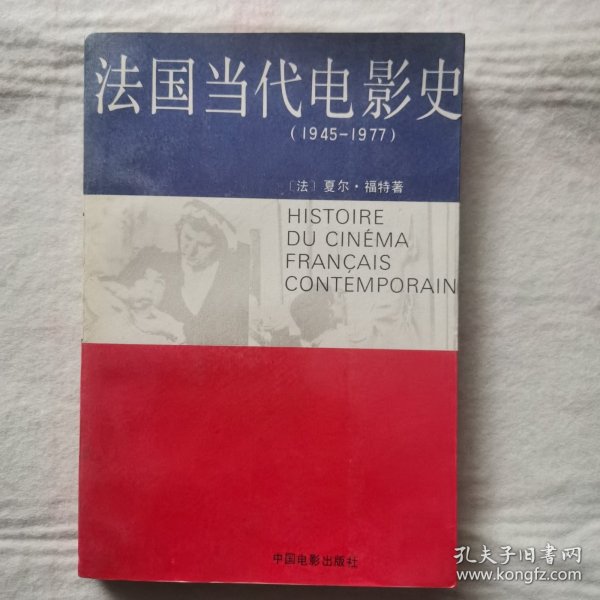 法国当代电影史
(1945-1977)
〔法〕夏尔·福特著
HISTOIRE
DU CINÉMA
FRANÇAIS
CONTEMPORAIN
中国电影出版社
孔夫子旧书网
www.kongfz.com